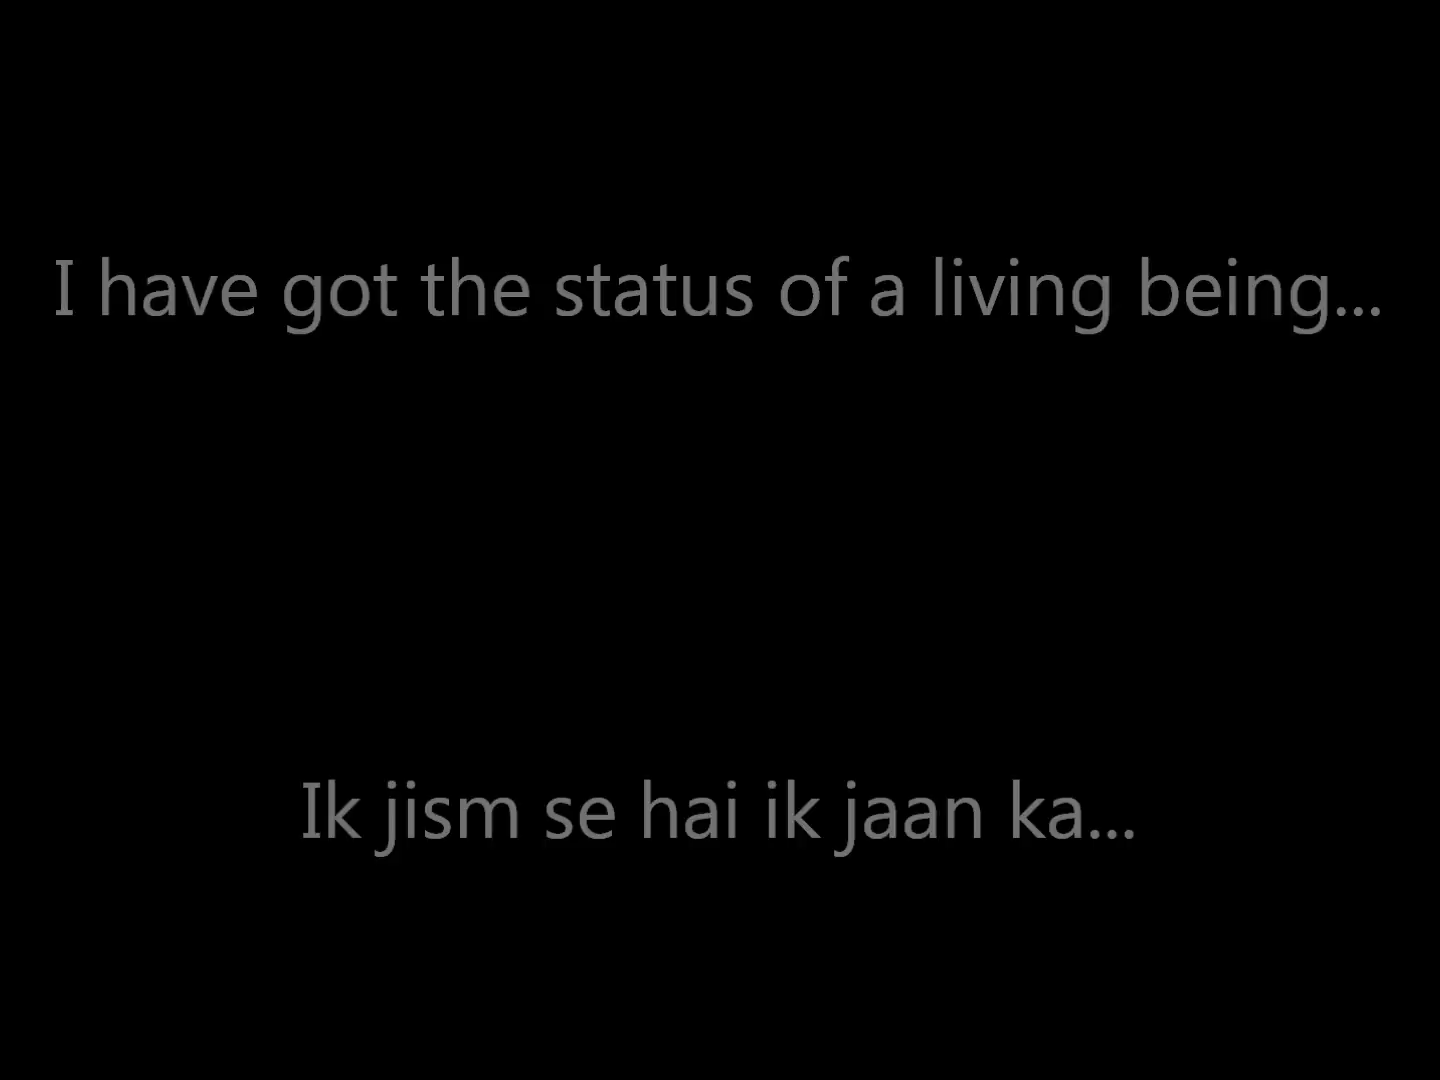 I have got the status of a living being...
Ik jism se hai ik jaan ka...